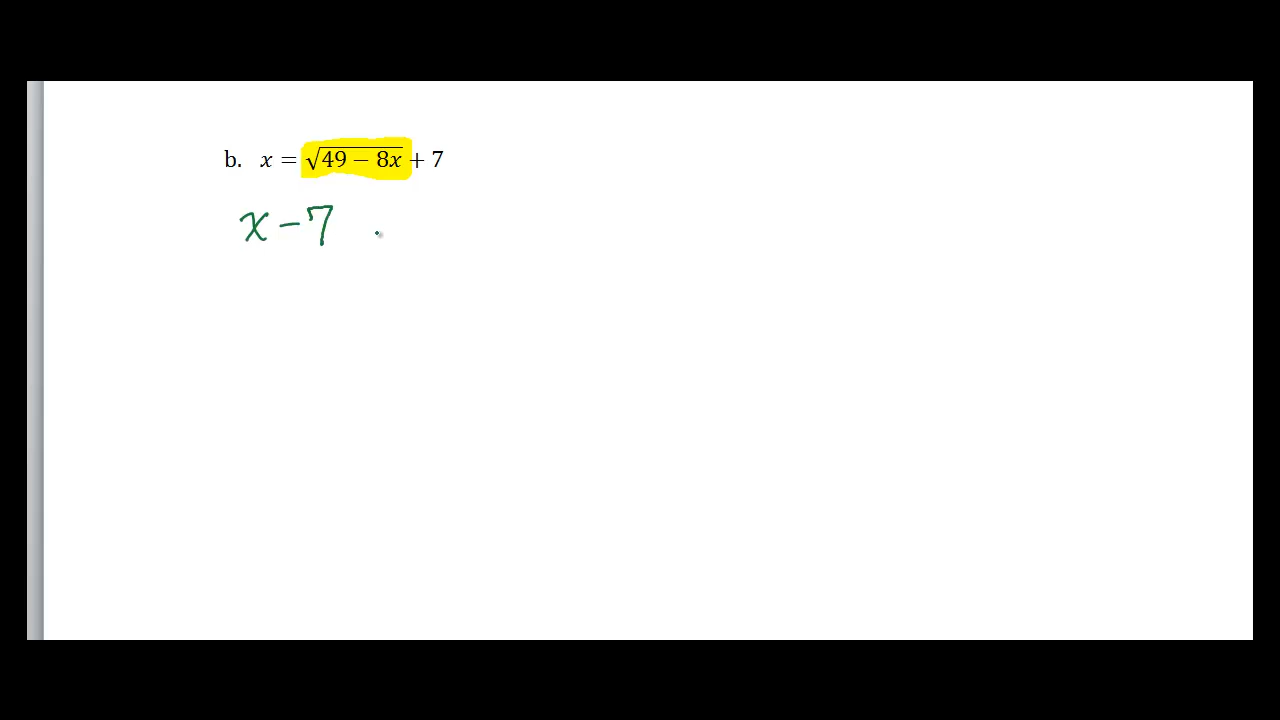 b. x = √49 − 8x + 7
x − 7